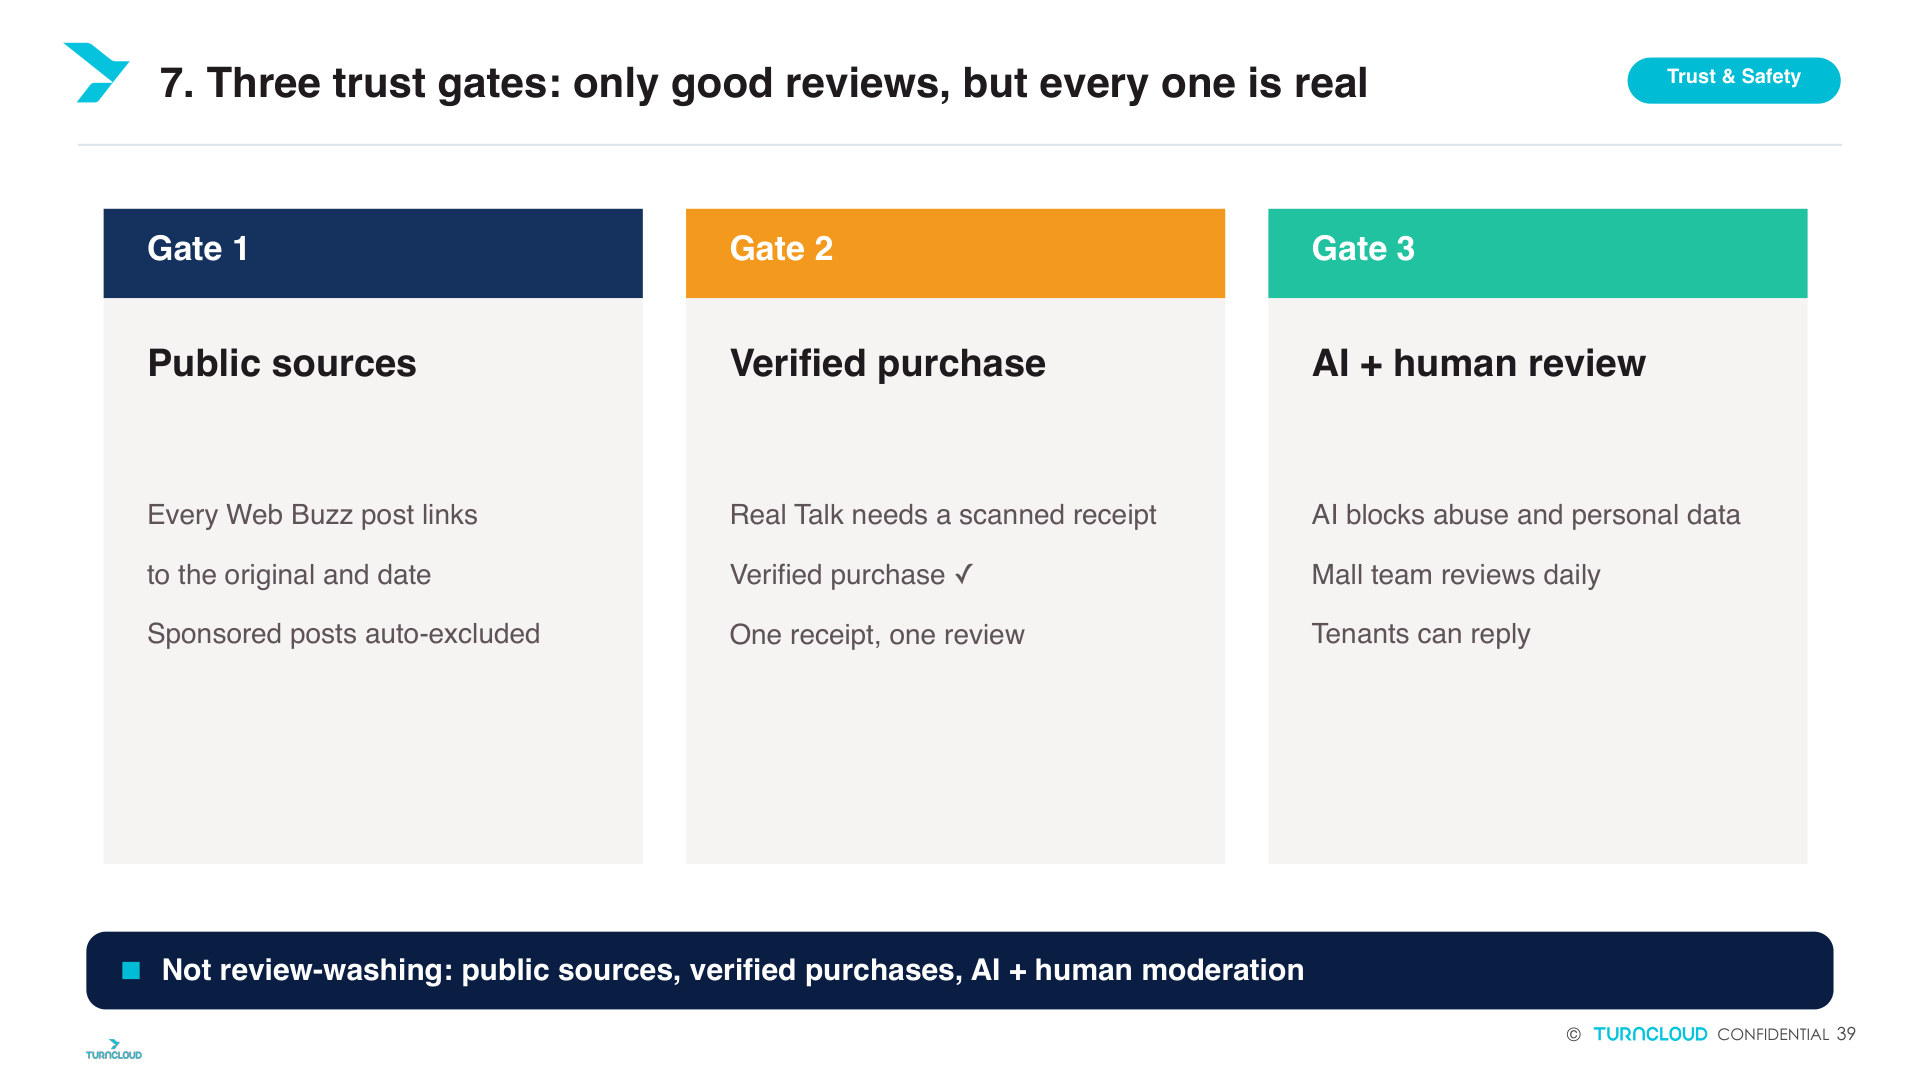 7. Three trust gates: only good reviews, but every one is real
Trust & Safety
Gate 1
Public sources
Every Web Buzz post links
to the original and date
Sponsored posts auto-excluded
Gate 2
Verified purchase
Real Talk needs a scanned receipt
Verified purchase ✓
One receipt, one review
Gate 3
AI + human review
AI blocks abuse and personal data
Mall team reviews daily
Tenants can reply
Not review-washing: public sources, verified purchases, AI + human moderation
TURNCLOUD
© TURNCLOUD CONFIDENTIAL 39